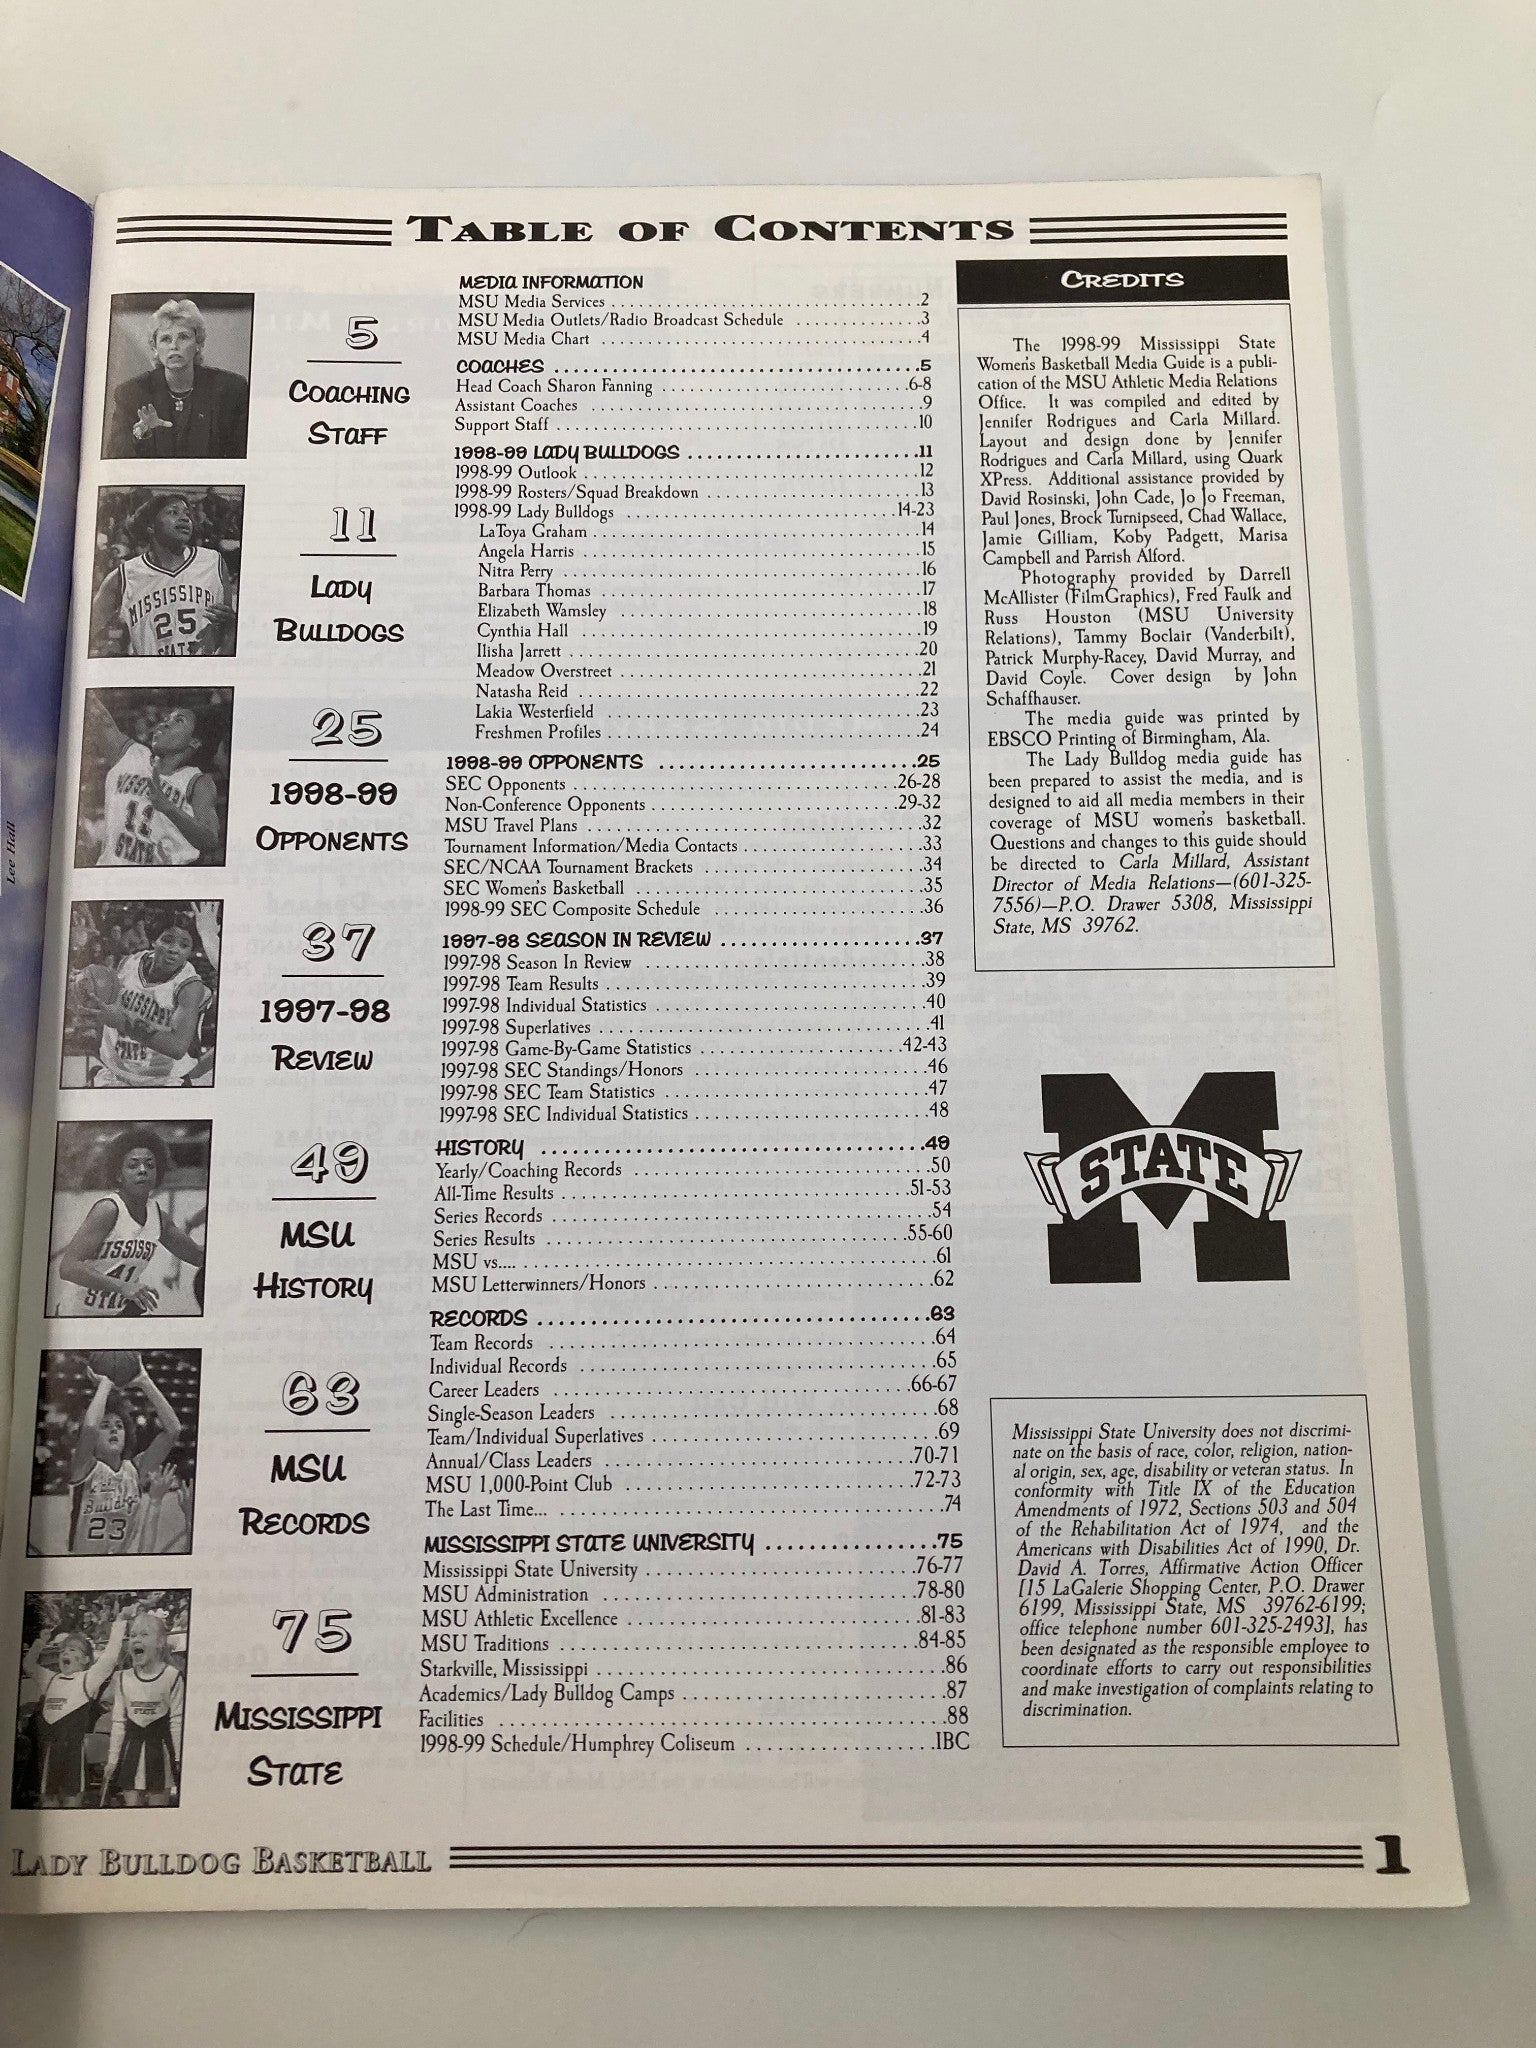 TABLE OF CONTENTS
5
COACHING
STAFF
11
LADY
BULLDOGS
25
1998-99
OPPONENTS
37
1997-98
REVIEW
49
MSU
HISTORY
63
MSU
RECORDS
75
MISSISSIPPI
STATE
MEDIA INFORMATION
MSU Media Services . . . 2
MSU Media Outlets/Radio Broadcast Schedule . . . 3
MSU Media Chart . . . 4
COACHES . . . 5
Head Coach Sharon Fanning . . . 6-8
Assistant Coaches . . . 9
Support Staff . . . 10
1998-99 LADY BULLDOGS . . . 11
1998-99 Outlook . . . 12
1998-99 Rosters/Squad Breakdown . . . 13
1998-99 Lady Bulldogs . . . 14-23
LaToya Graham . . . 14
Angela Harris . . . 15
Nitra Perry . . . 16
Barbara Thomas . . . 17
Elizabeth Wamsley . . . 18
Cynthia Hall . . . 19
Ilisha Jarrett . . . 20
Meadow Overstreet . . . 21
Natasha Reid . . . 22
Lakia Westerfield . . . 23
Freshmen Profiles . . . 24
1998-99 OPPONENTS . . . 25
SEC Opponents . . . 26-28
Non-Conference Opponents . . . 29-32
MSU Travel Plans . . . 32
Tournament Information/Media Contacts . . . 33
SEC/NCAA Tournament Brackets . . . 34
SEC Women's Basketball . . . 35
1998-99 SEC Composite Schedule . . . 36
1997-98 SEASON IN REVIEW . . . 37
1997-98 Season In Review . . . 38
1997-98 Team Results . . . 39
1997-98 Individual Statistics . . . 40
1997-98 Superlatives . . . 41
1997-98 Game-By-Game Statistics . . . 42-43
1997-98 SEC Standings/Honors . . . 46
1997-98 SEC Team Statistics . . . 47
1997-98 SEC Individual Statistics . . . 48
HISTORY . . . 49
Yearly/Coaching Records . . . 50
All-Time Results . . . 51-53
Series Records . . . 54
Series Results . . . 55-60
MSU vs.... . . . 61
MSU Letterwinners/Honors . . . 62
RECORDS . . . 63
Team Records . . . 64
Individual Records . . . 65
Career Leaders . . . 66-67
Single-Season Leaders . . . 68
Team/Individual Superlatives . . . 69
Annual/Class Leaders . . . 70-71
MSU 1,000-Point Club . . . 72-73
The Last Time... . . . 74
MISSISSIPPI STATE UNIVERSITY . . . 75
Mississippi State University . . . 76-77
MSU Administration . . . 78-80
MSU Athletic Excellence . . . 81-83
MSU Traditions . . . 84-85
Starkville, Mississippi . . . 86
Academics/Lady Bulldog Camps . . . 87
Facilities . . . 88
1998-99 Schedule/Humphrey Coliseum . . . IBC
CREDITS
The 1998-99 Mississippi State
Women's Basketball Media Guide is a publi-
cation of the MSU Athletic Media Relations
Office. It was compiled and edited by
Jennifer Rodrigues and Carla Millard.
Layout and design done by Jennifer
Rodrigues and Carla Millard, using Quark
XPress. Additional assistance provided by
David Rosinski, John Cade, Jo Jo Freeman,
Paul Jones, Brock Turnipseed, Chad Wallace,
Jamie Gilliam, Koby Padgett, Marisa
Campbell and Parrish Alford.
Photography provided by Darrell
McAllister (FilmGraphics), Fred Faulk and
Russ Houston (MSU University
Relations), Tammy Boclair (Vanderbilt),
Patrick Murphy-Racey, David Murray, and
David Coyle. Cover design by John
Schaffhauser.
The media guide was printed by
EBSCO Printing of Birmingham, Ala.
The Lady Bulldog media guide has
been prepared to assist the media, and is
designed to aid all media members in their
coverage of MSU women's basketball.
Questions and changes to this guide should
be directed to Carla Millard, Assistant
Director of Media Relations—(601-325-
7556)—P.O. Drawer 5308, Mississippi
State, MS 39762.
M
STATE
Mississippi State University does not discrimi-
nate on the basis of race, color, religion, nation-
al origin, sex, age, disability or veteran status. In
conformity with Title IX of the Education
Amendments of 1972, Sections 503 and 504
of the Rehabilitation Act of 1974, and the
Americans with Disabilities Act of 1990, Dr.
David A. Torres, Affirmative Action Officer
[15 LaGalerie Shopping Center, P.O. Drawer
6199, Mississippi State, MS 39762-6199;
office telephone number 601-325-2493], has
been designated as the responsible employee to
coordinate efforts to carry out responsibilities
and make investigation of complaints relating to
discrimination.
LADY BULLDOG BASKETBALL
1
Lee Hall
MISSISSIPPI
25
STATE
11
STATE
STATE
41
Bulldogs
23